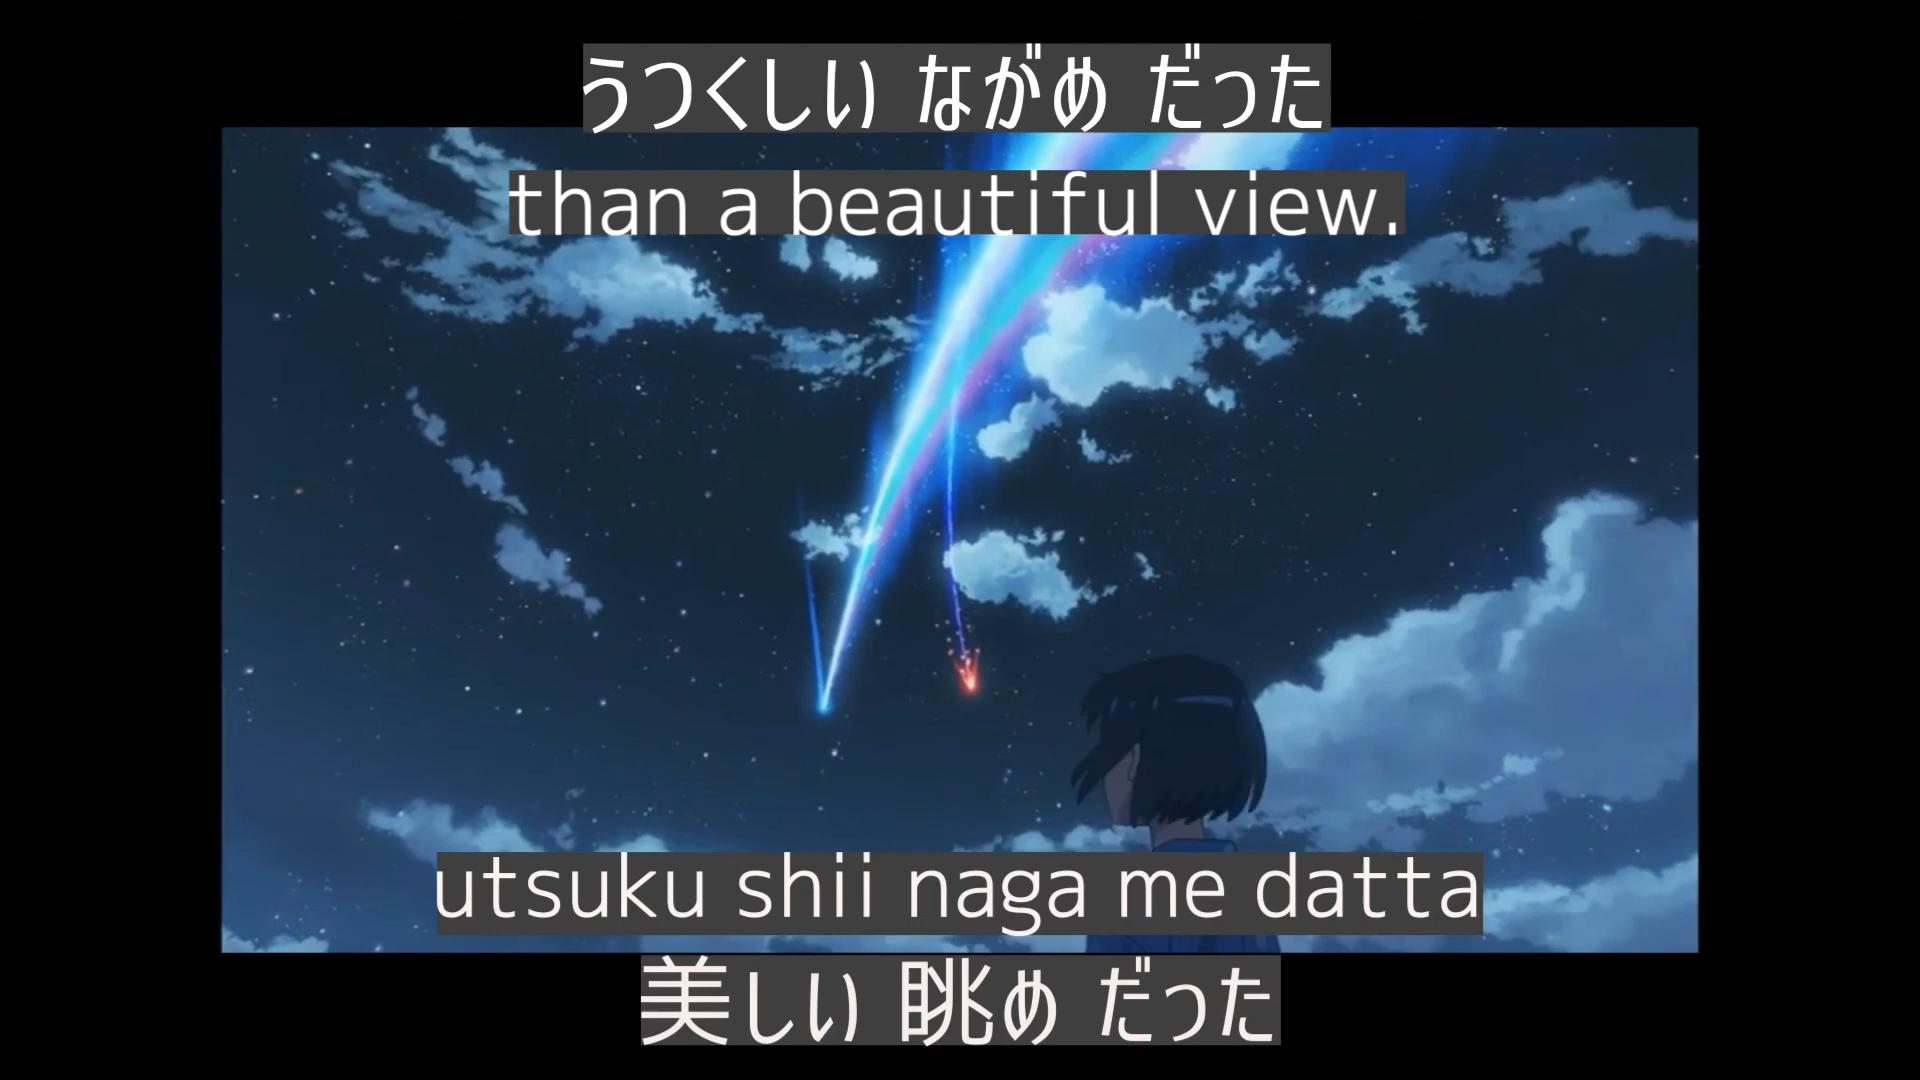 うつくしい ながめ だった
than a beautiful view.
utsuku shii naga me datta
美しい 眺め だった